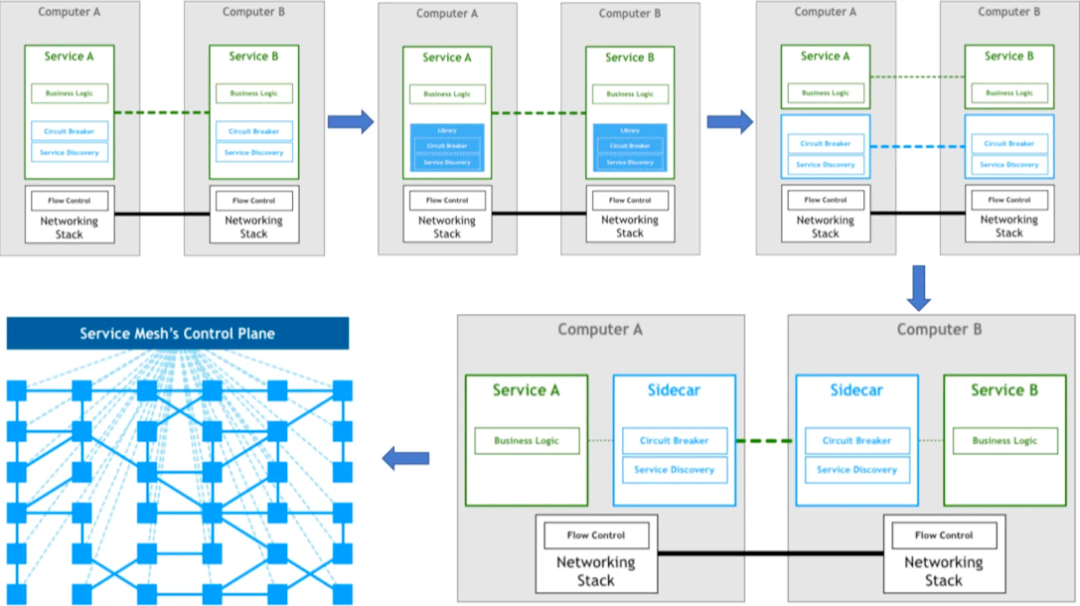 Computer A
Service A
Business Logic
Circuit Breaker
Service Discovery
Flow Control
Networking
Stack
Computer B
Service B
Business Logic
Circuit Breaker
Service Discovery
Flow Control
Networking
Stack
Computer A
Service A
Business Logic
Library
Circuit Breaker
Service Discovery
Flow Control
Networking
Stack
Computer B
Service B
Business Logic
Library
Circuit Breaker
Service Discovery
Flow Control
Networking
Stack
Computer A
Service A
Business Logic
Circuit Breaker
Service Discovery
Flow Control
Networking
Stack
Computer B
Service B
Business Logic
Circuit Breaker
Service Discovery
Flow Control
Networking
Stack
Computer A
Service A
Business Logic
Sidecar
Circuit Breaker
Service Discovery
Flow Control
Networking
Stack
Computer B
Sidecar
Circuit Breaker
Service Discovery
Service B
Business Logic
Flow Control
Networking
Stack
Service Mesh's Control Plane